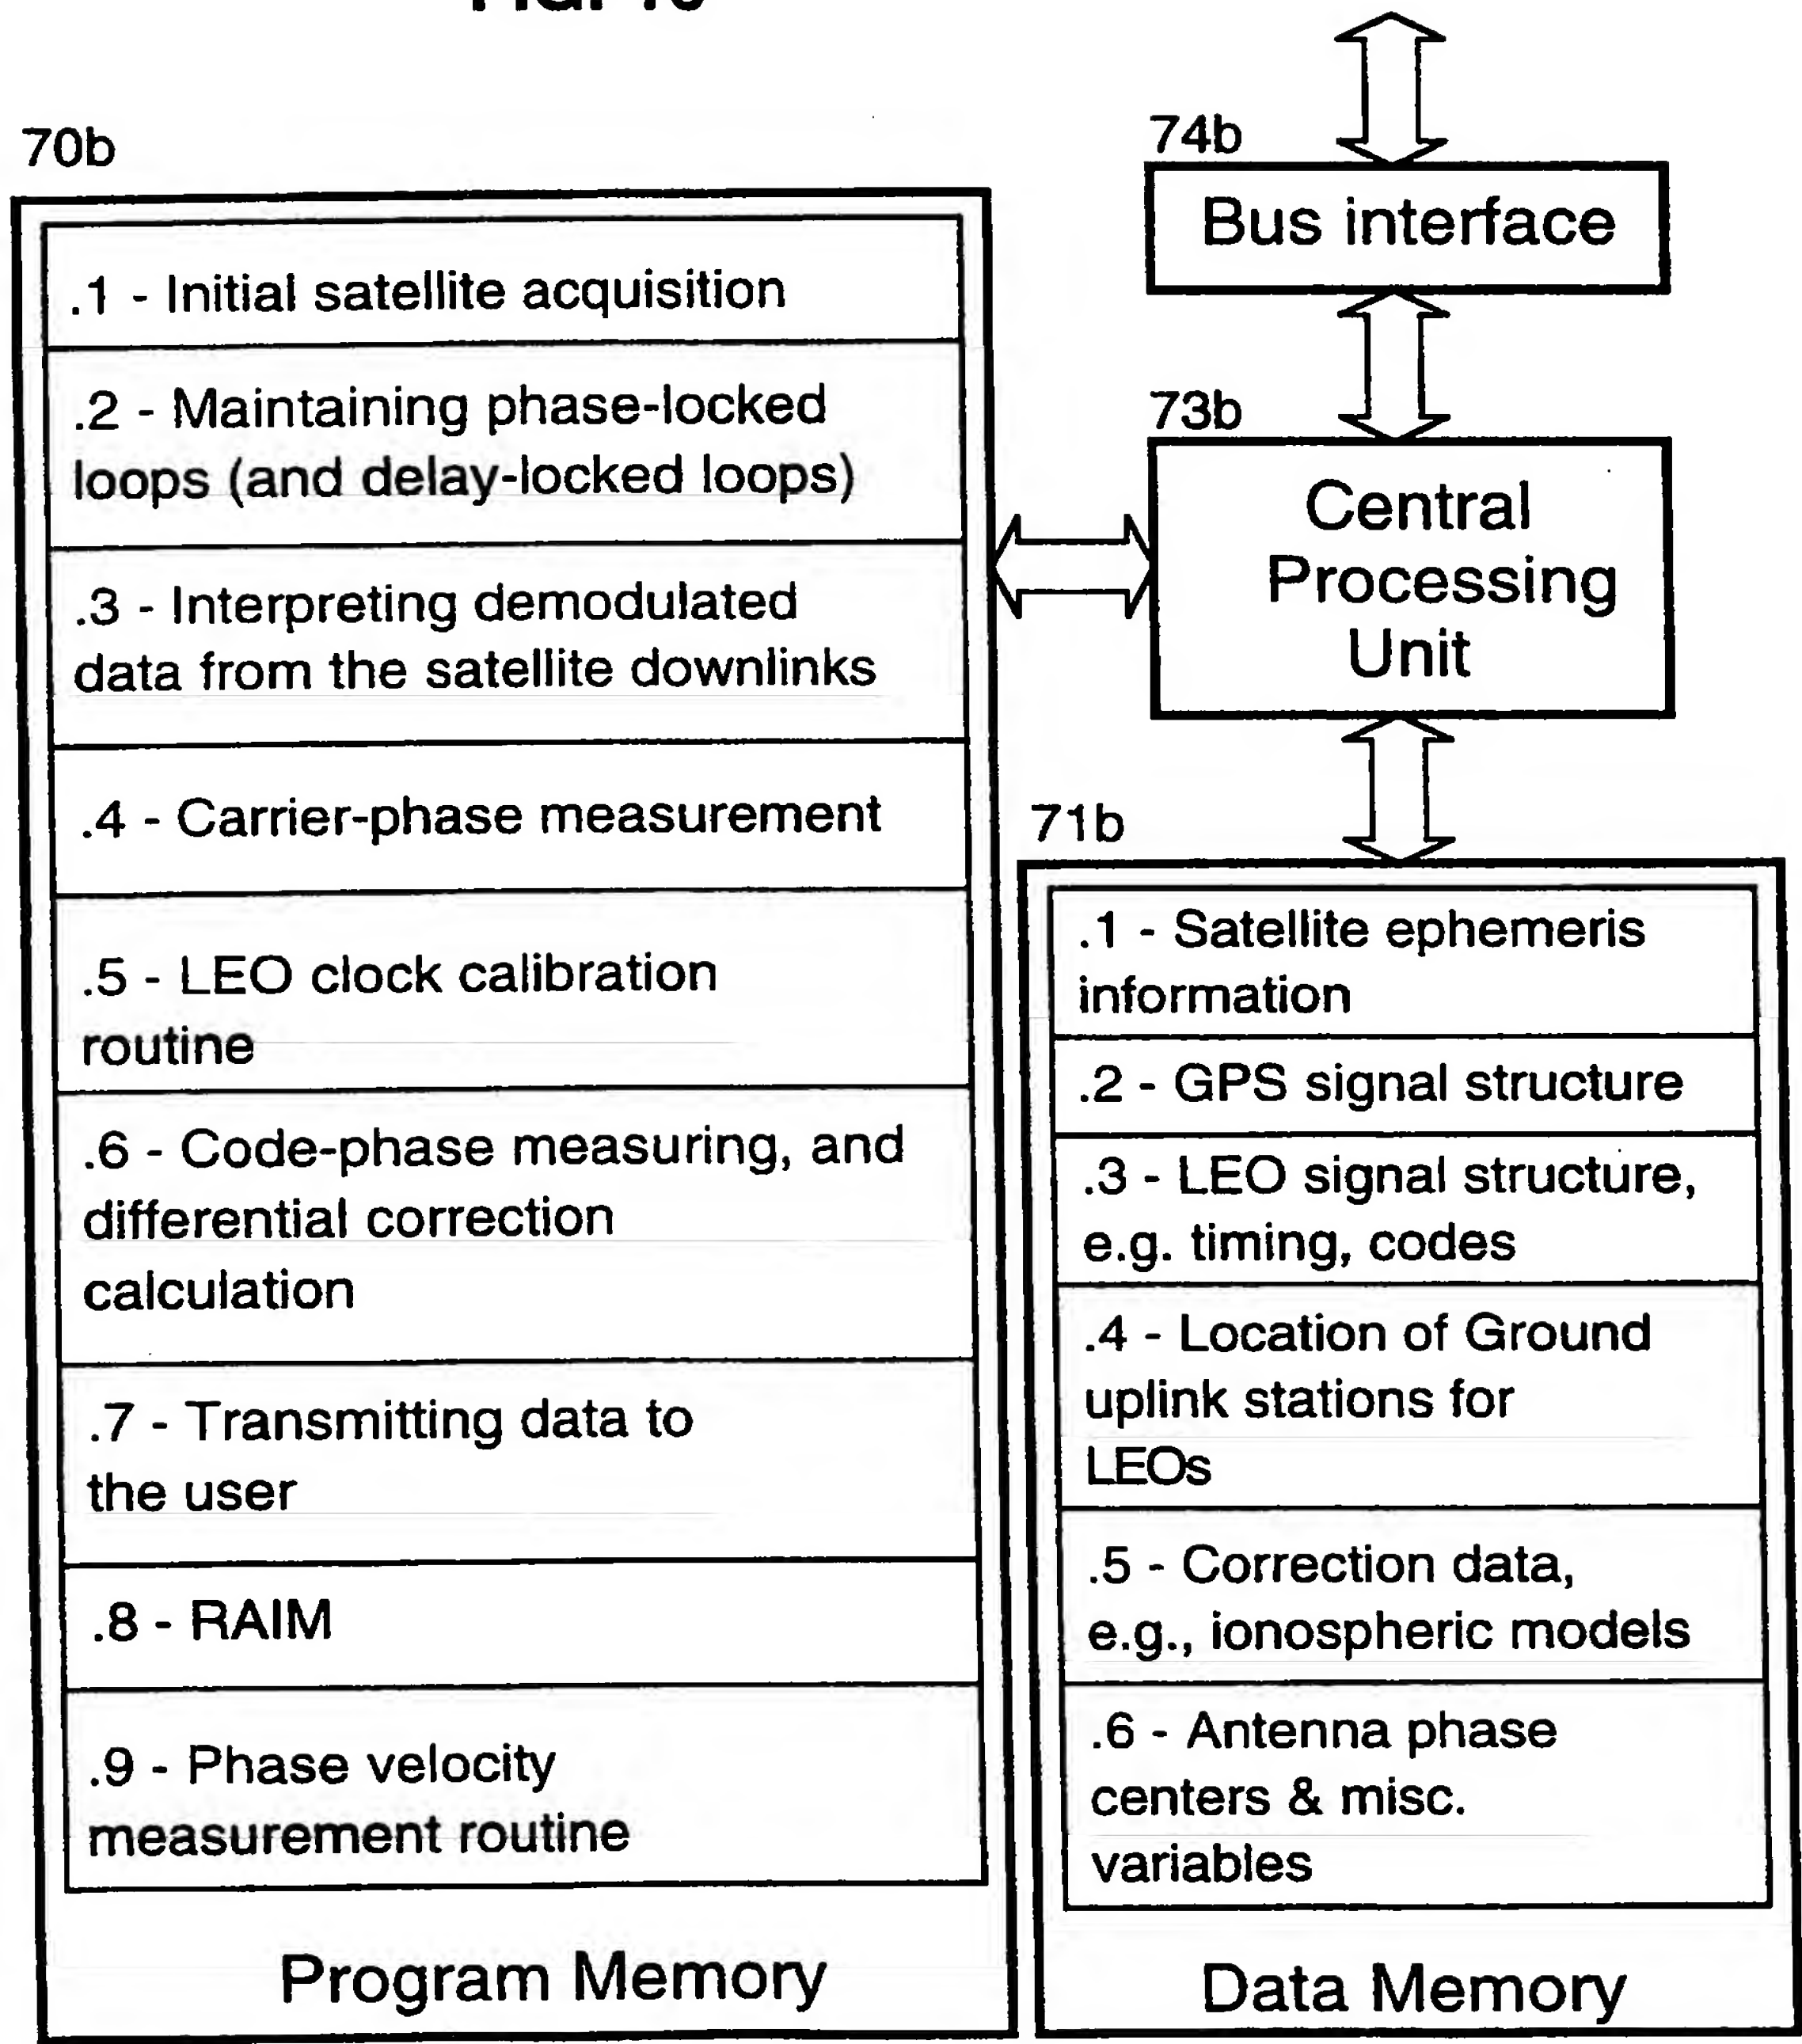 70b
.1 - Initial satellite acquisition
.2 - Maintaining phase-locked
loops (and delay-locked loops)
.3 - Interpreting demodulated
data from the satellite downlinks
.4 - Carrier-phase measurement
.5 - LEO clock calibration
routine
.6 - Code-phase measuring, and
differential correction
calculation
.7 - Transmitting data to
the user
.8 - RAIM
.9 - Phase velocity
measurement routine
Program Memory
74b
Bus interface
73b
Central
Processing
Unit
71b
.1 - Satellite ephemeris
information
.2 - GPS signal structure
.3 - LEO signal structure,
e.g. timing, codes
.4 - Location of Ground
uplink stations for
LEOs
.5 - Correction data,
e.g., ionospheric models
.6 - Antenna phase
centers & misc.
variables
Data Memory